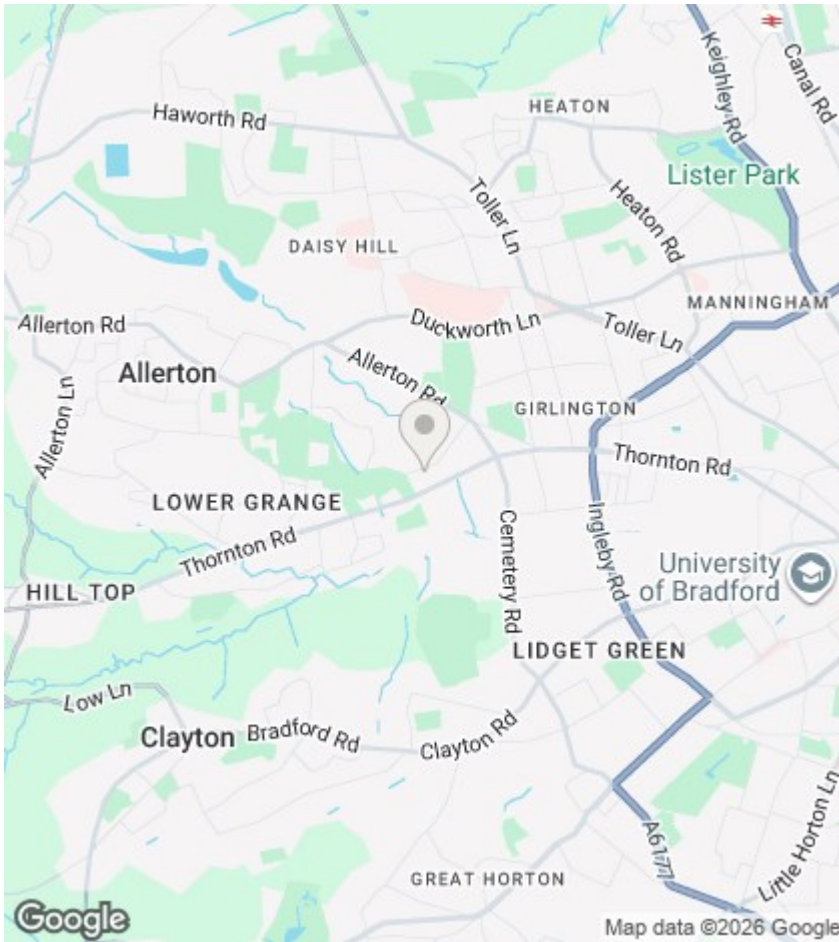 Keighley Rd
Canal Rd
HEATON
Haworth Rd
Lister Park
Toller Ln
Heaton Rd
DAISY HILL
MANNINGHAM
Duckworth Ln
Allerton Rd
Toller Ln
Allerton
Allerton Rd
Allerton Ln
GIRLINGTON
Thornton Rd
LOWER GRANGE
Cemetery Rd
Ingleby Rd
Thornton Rd
University
of Bradford
HILL TOP
LIDGET GREEN
Low Ln
Clayton
Bradford Rd
Clayton Rd
Little Horton Ln
A6177
GREAT HORTON
Google
Map data ©2026 Google